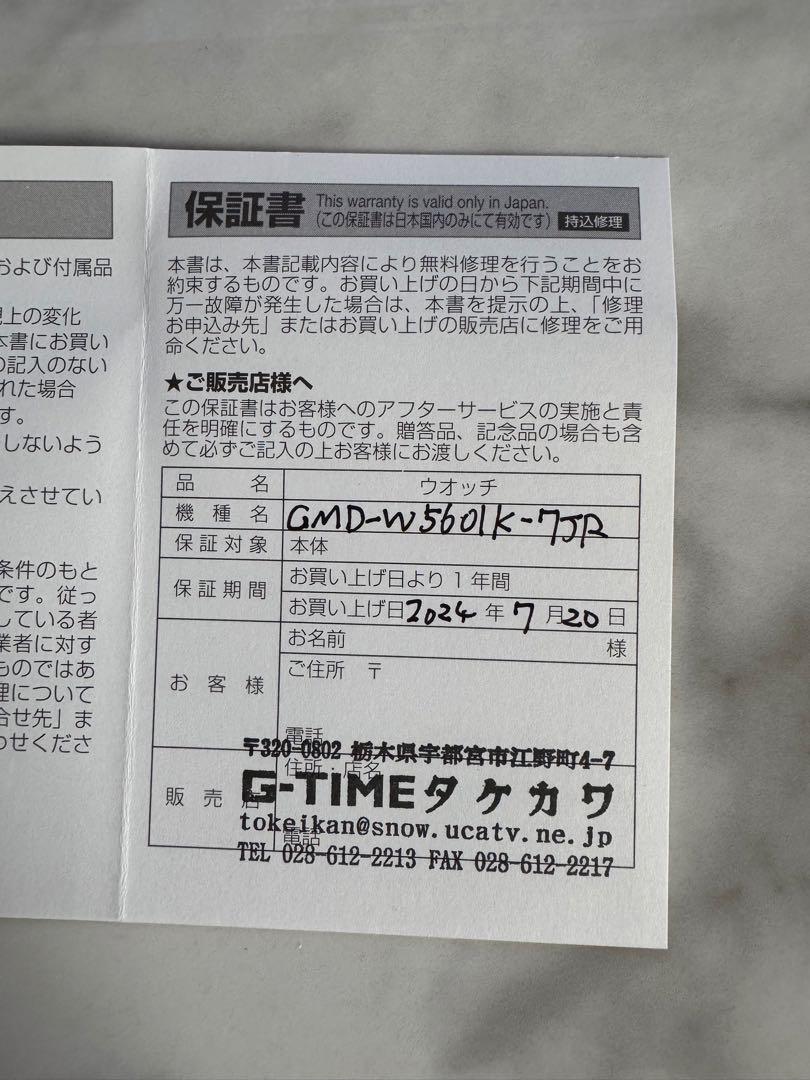 および付属品
上の変化
本書にお買い
の記入のない
れた場合
す。
しないよう
えさせてい
条件のもと
です。従っ
している者
業者に対す
ものではあ
理について
合せ先」ま
わせくださ
保証書 This warranty is valid only in Japan.
(この保証書は日本国内のみにて有効です) 持込修理
本書は、本書記載内容により無料修理を行うことをお
約束するものです。お買い上げの日から下記期間中に
万一故障が発生した場合は、本書を提示の上、「修理
お申込み先」またはお買い上げの販売店に修理をご用
命ください。
★ご販売店様へ
この保証書はお客様へのアフターサービスの実施と責
任を明確にするものです。贈答品、記念品の場合も含
めて必ずご記入の上お客様にお渡しください。
品名 ウオッチ
機種名 GMD-W5601K-7JR
保証対象 本体
保証期間 お買い上げ日より1年間
お買い上げ日2024年7月20日
お客様 お名前 様
ご住所 〒
電話
〒320-0802 栃木県宇都宮市江野町4-7
販売店 住所・店名
G-TIMEタケカワ
tokeikan@snow.ucatv.ne.jp
電話
TEL 028-612-2213 FAX 028-612-2217